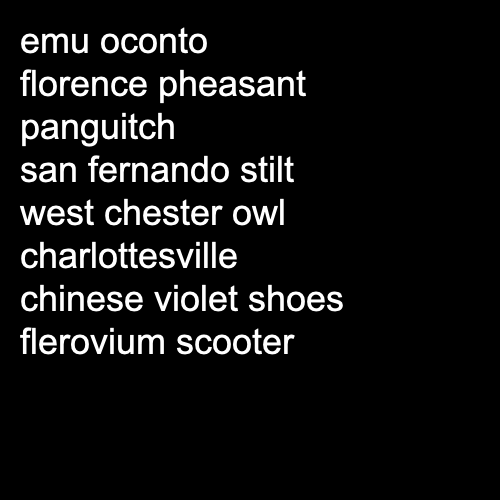 emu oconto
florence pheasant
panguitch
san fernando stilt
west chester owl
charlottesville
chinese violet shoes
flerovium scooter